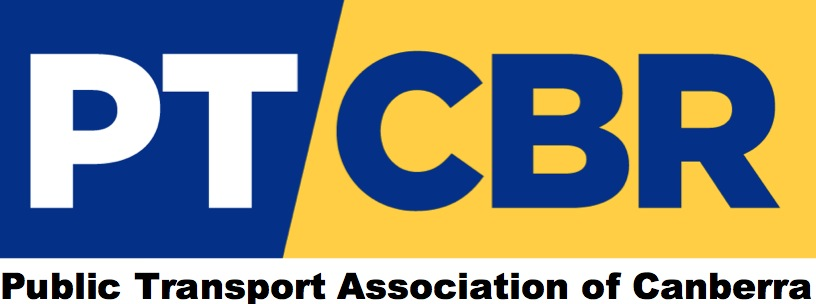 PT CBR
Public Transport Association of Canberra